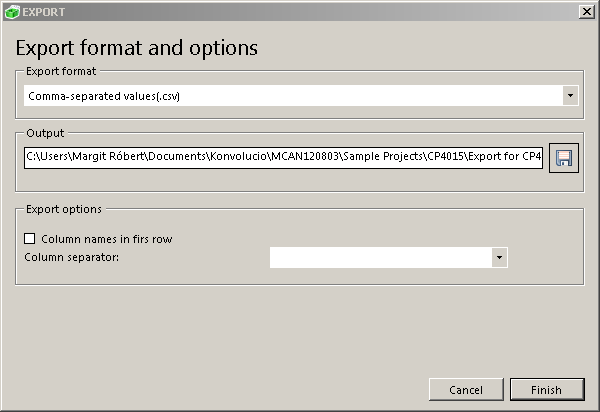 EXPORT
Export format and options
Export format
Comma-separated values(.csv)
Output
C:\Users\Margit Róbert\Documents\Konvolucio\MCAN120803\Sample Projects\CP4015\Export for CP4
Export options
Column names in firs row
Column separator:
Cancel
Finish